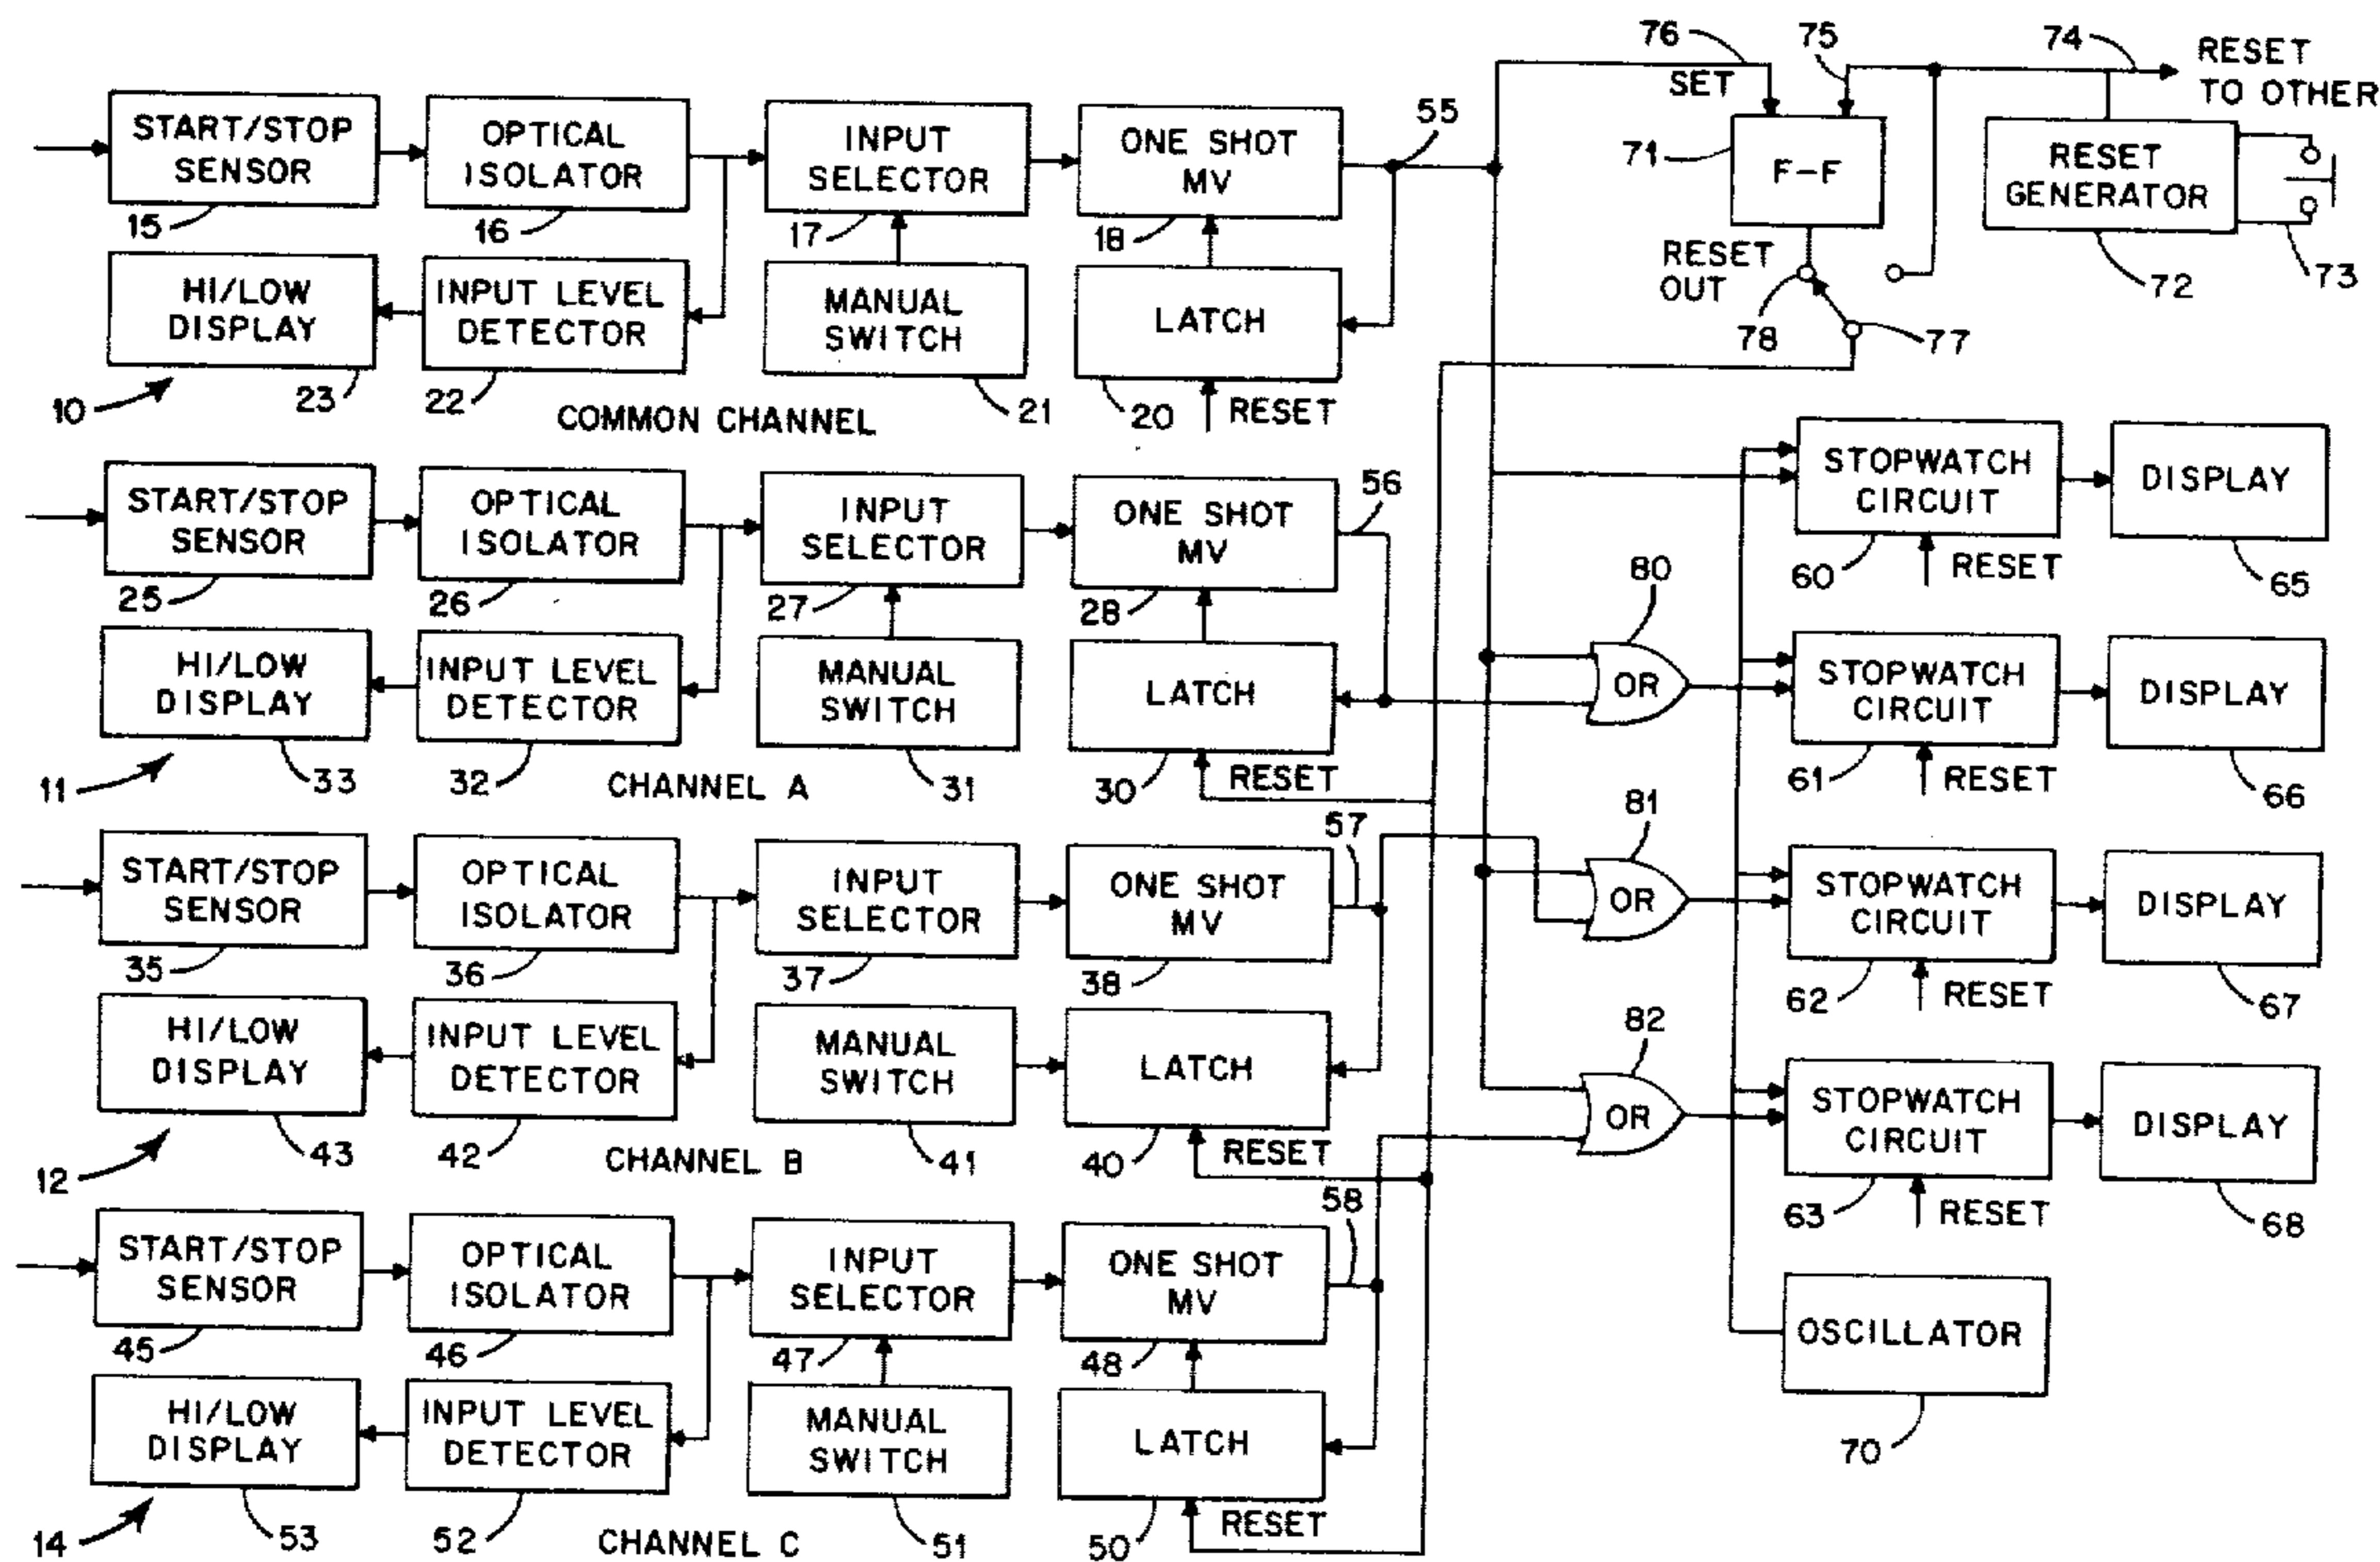 76
75
74
RESET
TO OTHER
SET
START/STOP
SENSOR
OPTICAL
ISOLATOR
INPUT
SELECTOR
ONE SHOT
MV
55
71
F-F
RESET
GENERATOR
15
16
17
18
RESET
OUT
78
77
72
73
HI/LOW
DISPLAY
INPUT LEVEL
DETECTOR
MANUAL
SWITCH
LATCH
10
23
22
COMMON CHANNEL
21
20
RESET
START/STOP
SENSOR
OPTICAL
ISOLATOR
INPUT
SELECTOR
ONE SHOT
MV
56
STOPWATCH
CIRCUIT
DISPLAY
25
26
27
28
80
60
RESET
65
HI/LOW
DISPLAY
INPUT LEVEL
DETECTOR
MANUAL
SWITCH
LATCH
OR
STOPWATCH
CIRCUIT
DISPLAY
11
33
32
CHANNEL A
31
30
RESET
61
RESET
66
START/STOP
SENSOR
OPTICAL
ISOLATOR
INPUT
SELECTOR
ONE SHOT
MV
57
81
OR
STOPWATCH
CIRCUIT
DISPLAY
35
36
37
38
62
RESET
67
HI/LOW
DISPLAY
INPUT LEVEL
DETECTOR
MANUAL
SWITCH
LATCH
82
OR
STOPWATCH
CIRCUIT
DISPLAY
12
43
42
CHANNEL B
41
40
RESET
63
RESET
68
START/STOP
SENSOR
OPTICAL
ISOLATOR
INPUT
SELECTOR
ONE SHOT
MV
58
OSCILLATOR
45
46
47
48
70
HI/LOW
DISPLAY
INPUT LEVEL
DETECTOR
MANUAL
SWITCH
LATCH
14
53
52
CHANNEL C
51
50
RESET